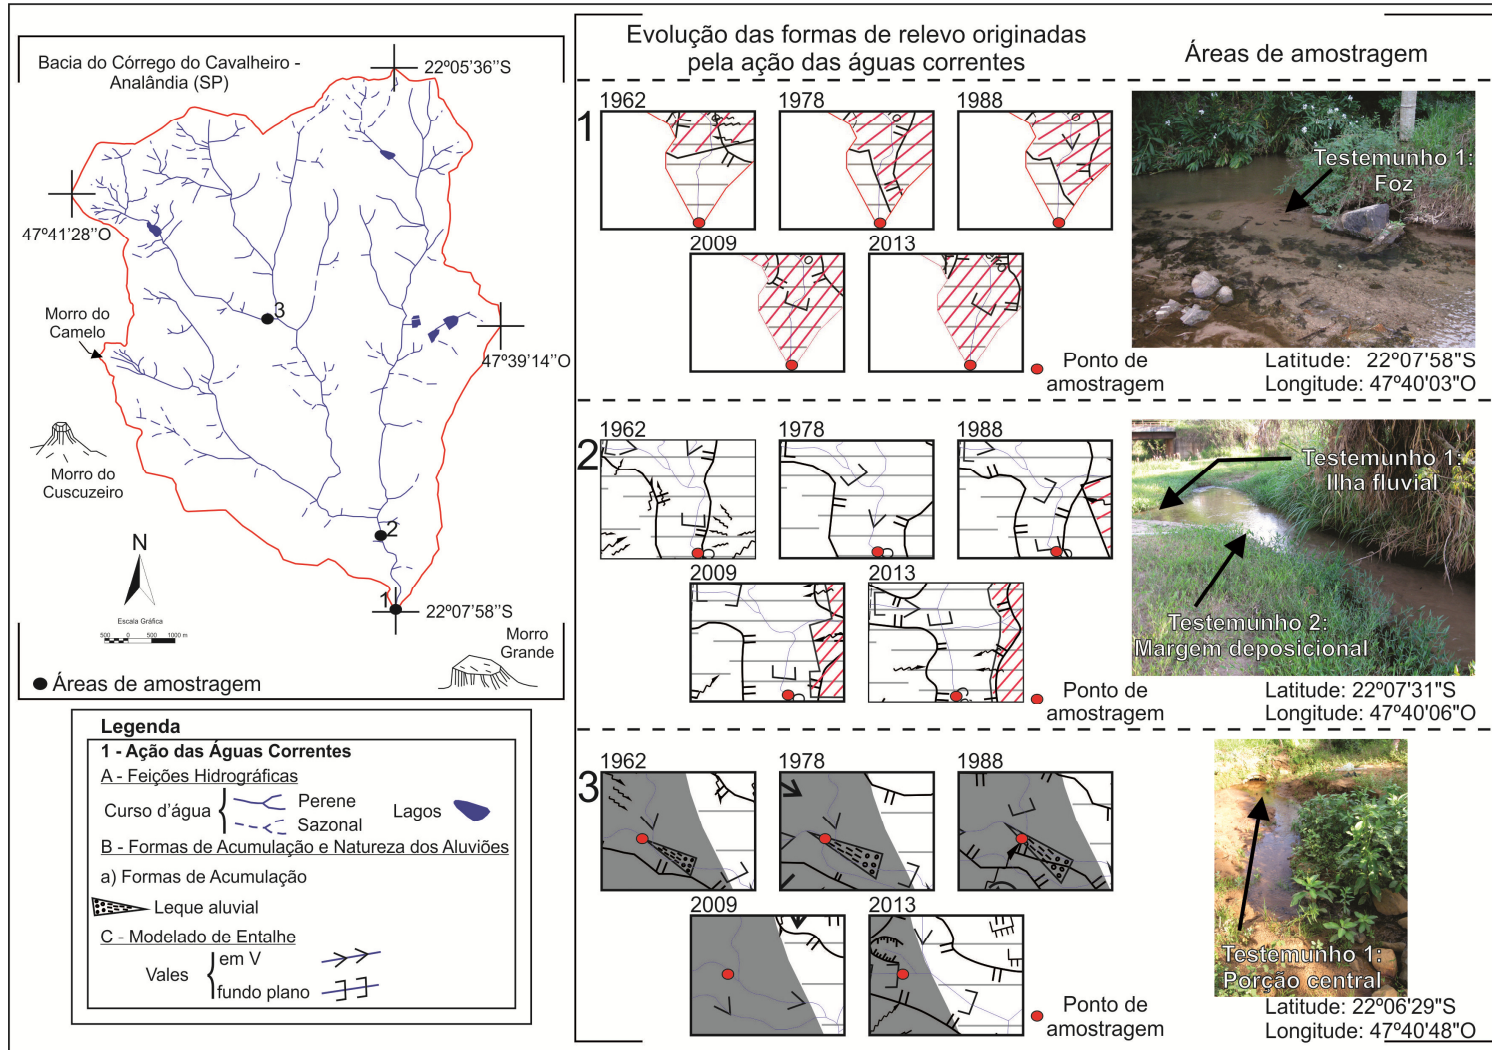 Bacia do Córrego do Cavalheiro -
Analândia (SP)
22º05'36''S
47º41'28''O
3
Morro do
Camelo
47º39'14''O
Morro do
Cuscuzeiro
2
N
1
22º07'58''S
Escala Gráfica
500 0 500 1000 m
Morro
Grande
Áreas de amostragem
Legenda
1 - Ação das Águas Correntes
A - Feições Hidrográficas
Curso d'água
Perene
Sazonal
Lagos
B - Formas de Acumulação e Natureza dos Aluviões
a) Formas de Acumulação
Leque aluvial
C - Modelado de Entalhe
Vales
em V
fundo plano
Evolução das formas de relevo originadas
pela ação das águas correntes
Áreas de amostragem
1
1962
1978
1988
2009
2013
Ponto de
amostragem
Testemunho 1:
Foz
Latitude: 22º07'58"S
Longitude: 47º40'03"O
2
1962
1978
1988
2009
2013
Ponto de
amostragem
Testemunho 1:
Ilha fluvial
Testemunho 2:
Margem deposicional
Latitude: 22º07'31"S
Longitude: 47º40'06"O
3
1962
1978
1988
2009
2013
Ponto de
amostragem
Testemunho 1:
Porção central
Latitude: 22º06'29"S
Longitude: 47º40'48"O